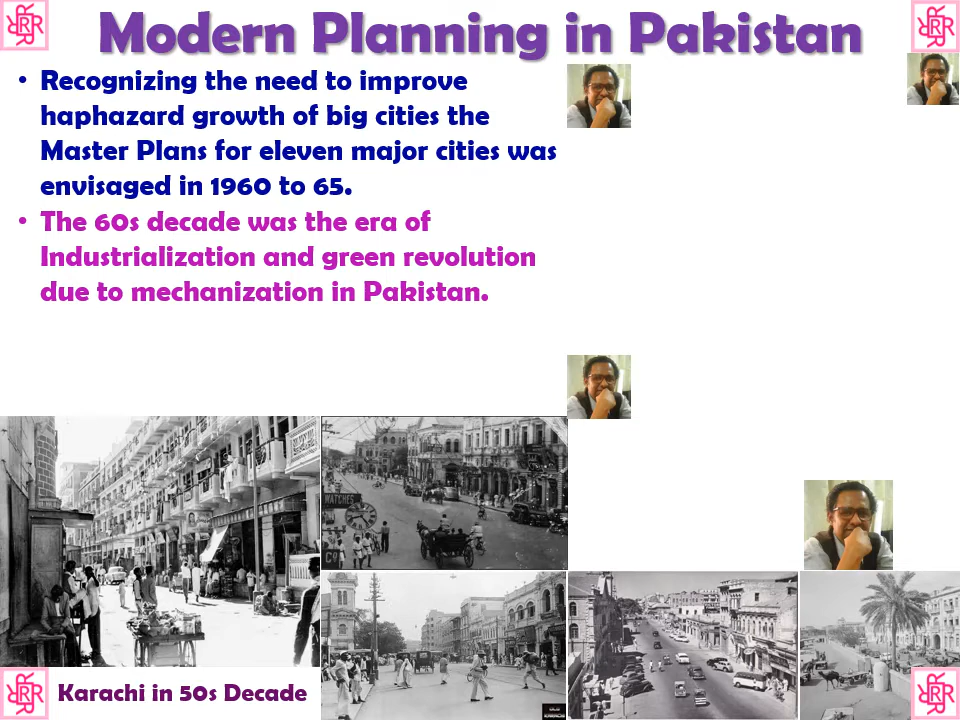 Modern Planning in Pakistan
• Recognizing the need to improve
haphazard growth of big cities the
Master Plans for eleven major cities was
envisaged in 1960 to 65.
• The 60s decade was the era of
Industrialization and green revolution
due to mechanization in Pakistan.
WATCHES
Karachi in 50s Decade